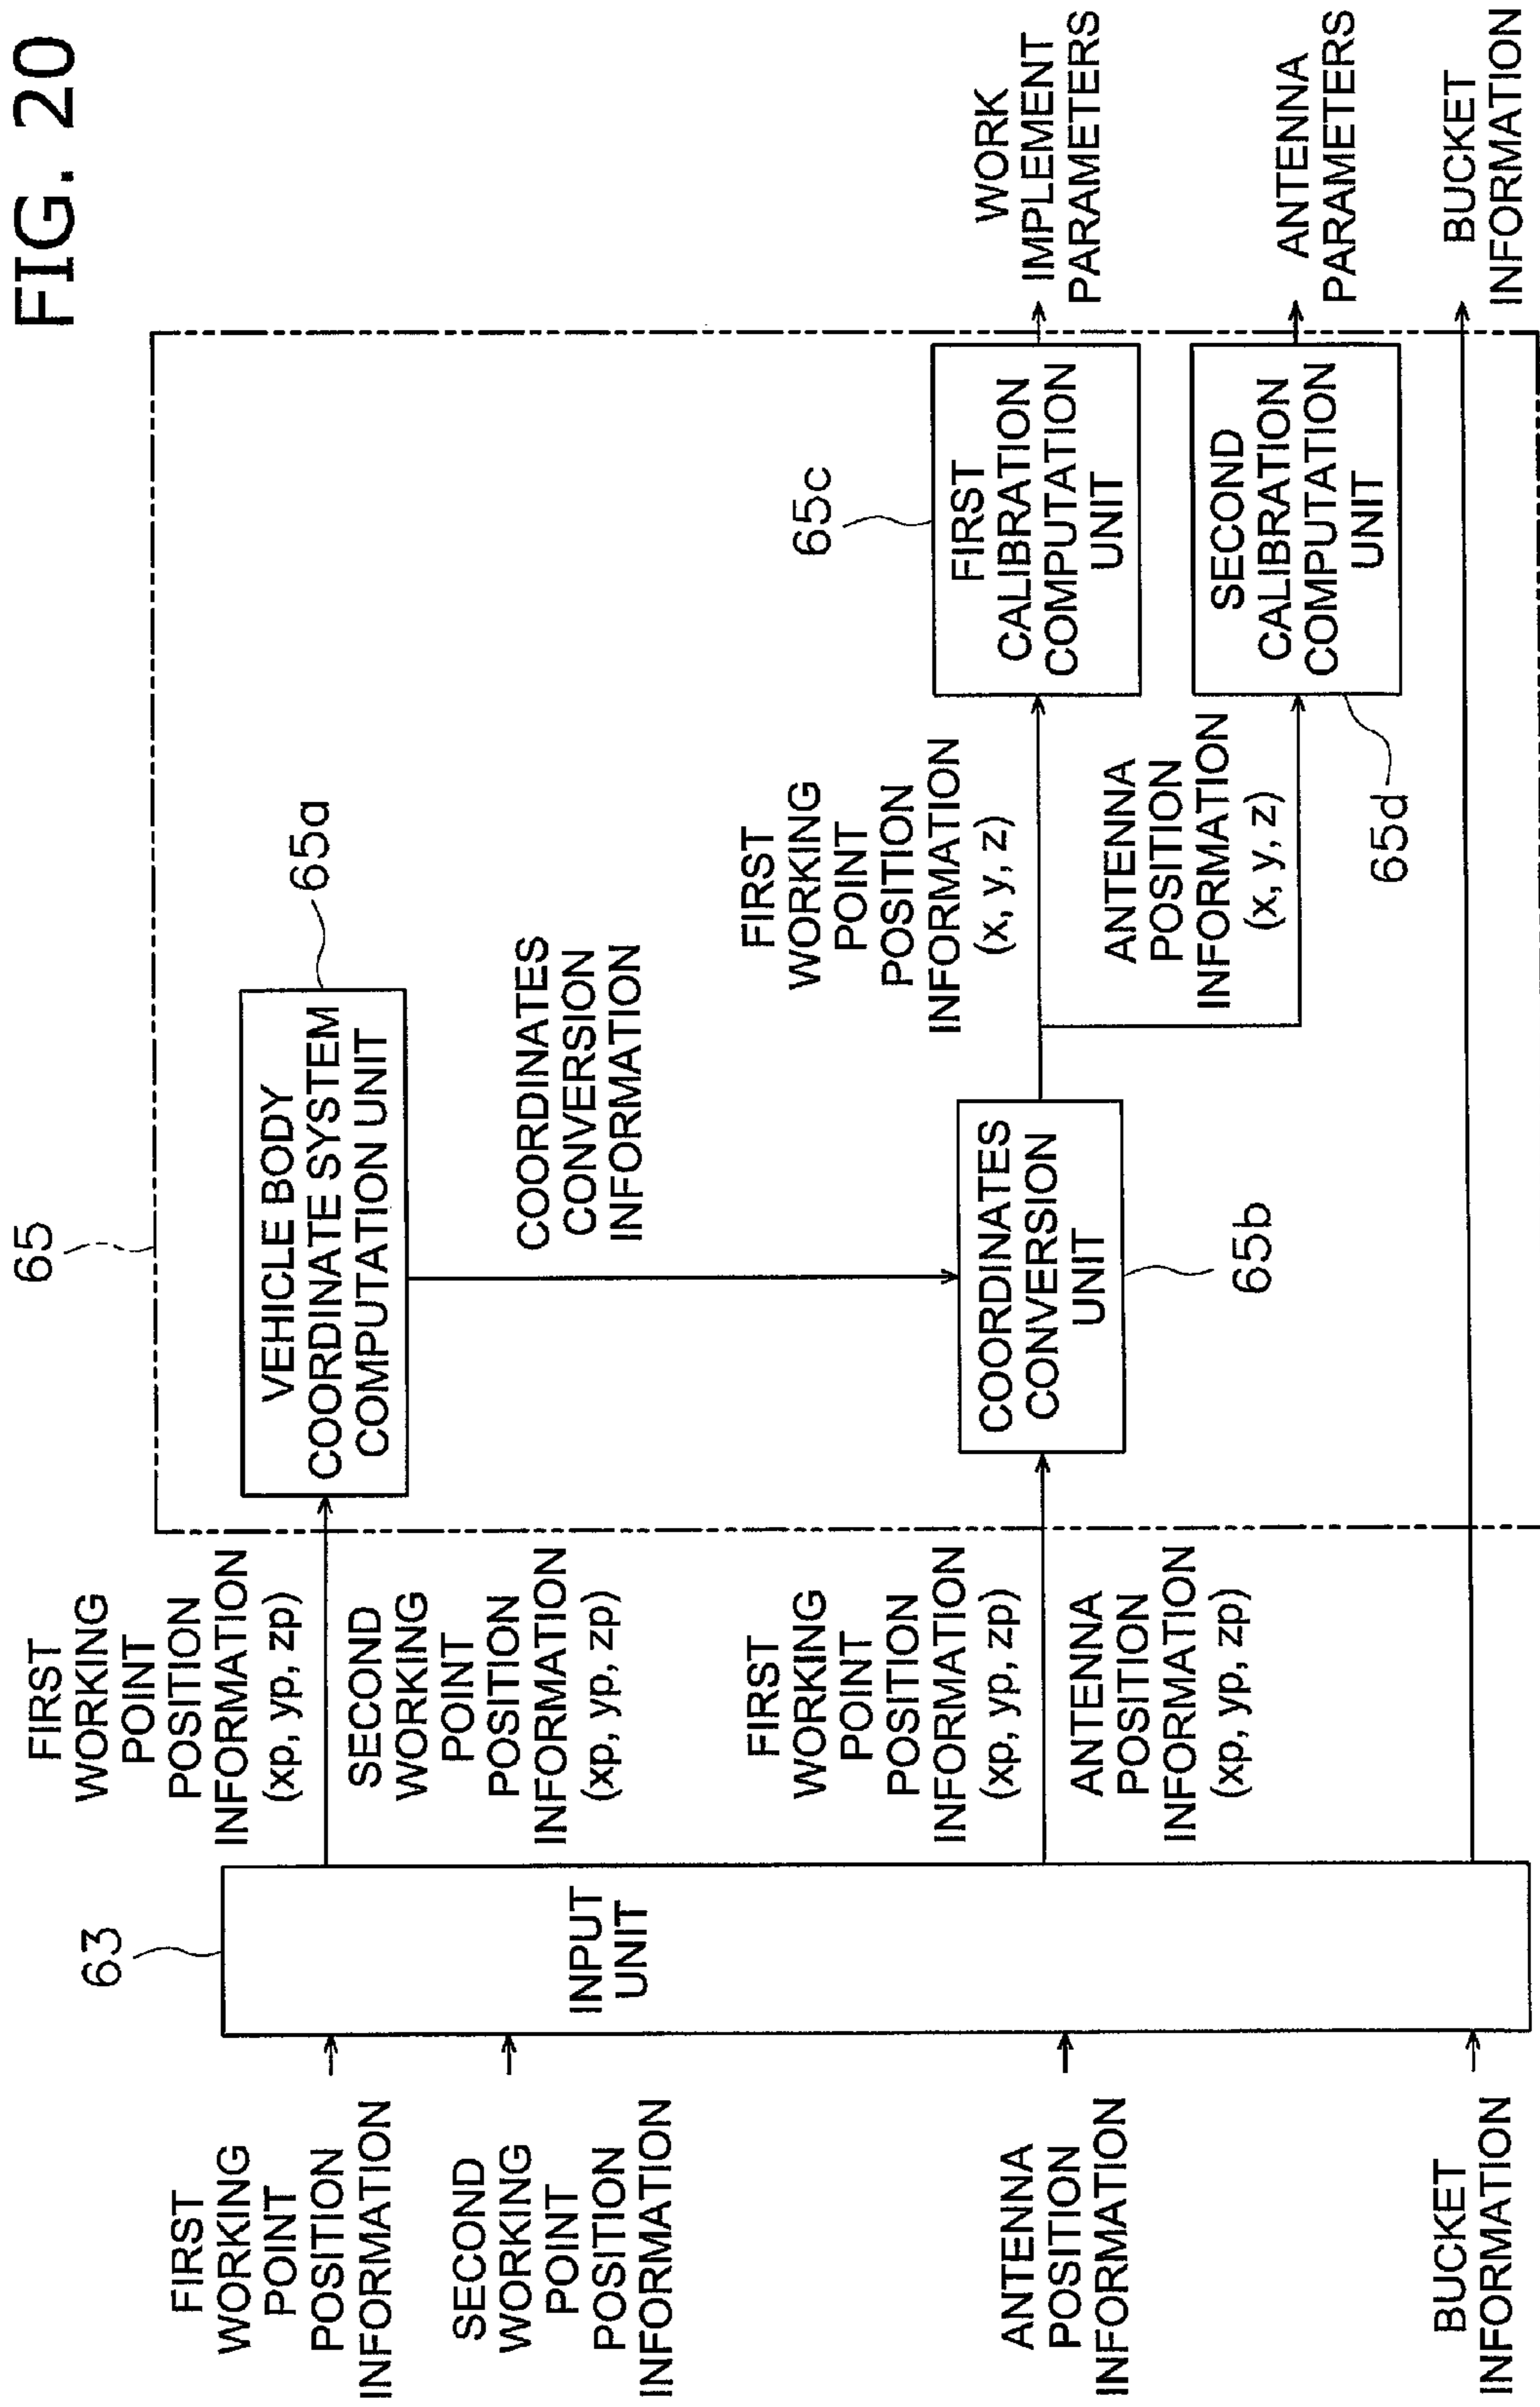 FIG. 20
65
63
FIRST
WORKING
POINT
POSITION
INFORMATION
SECOND
WORKING
POINT
POSITION
INFORMATION
ANTENNA
POSITION
INFORMATION
BUCKET
INFORMATION
INPUT
UNIT
FIRST
WORKING
POINT
POSITION
INFORMATION
(xp, yp, zp)
SECOND
WORKING
POINT
POSITION
INFORMATION
(xp, yp, zp)
FIRST
WORKING
POINT
POSITION
INFORMATION
(xp, yp, zp)
ANTENNA
POSITION
INFORMATION
(xp, yp, zp)
65a
VEHICLE BODY
COORDINATE SYSTEM
COMPUTATION UNIT
COORDINATES
CONVERSION
INFORMATION
COORDINATES
CONVERSION
UNIT
65b
FIRST
WORKING
POINT
POSITION
INFORMATION
(x, y, z)
ANTENNA
POSITION
INFORMATION
(x, y, z)
65c
FIRST
CALIBRATION
COMPUTATION
UNIT
SECOND
CALIBRATION
COMPUTATION
UNIT
65d
WORK
IMPLEMENT
PARAMETERS
ANTENNA
PARAMETERS
BUCKET
INFORMATION